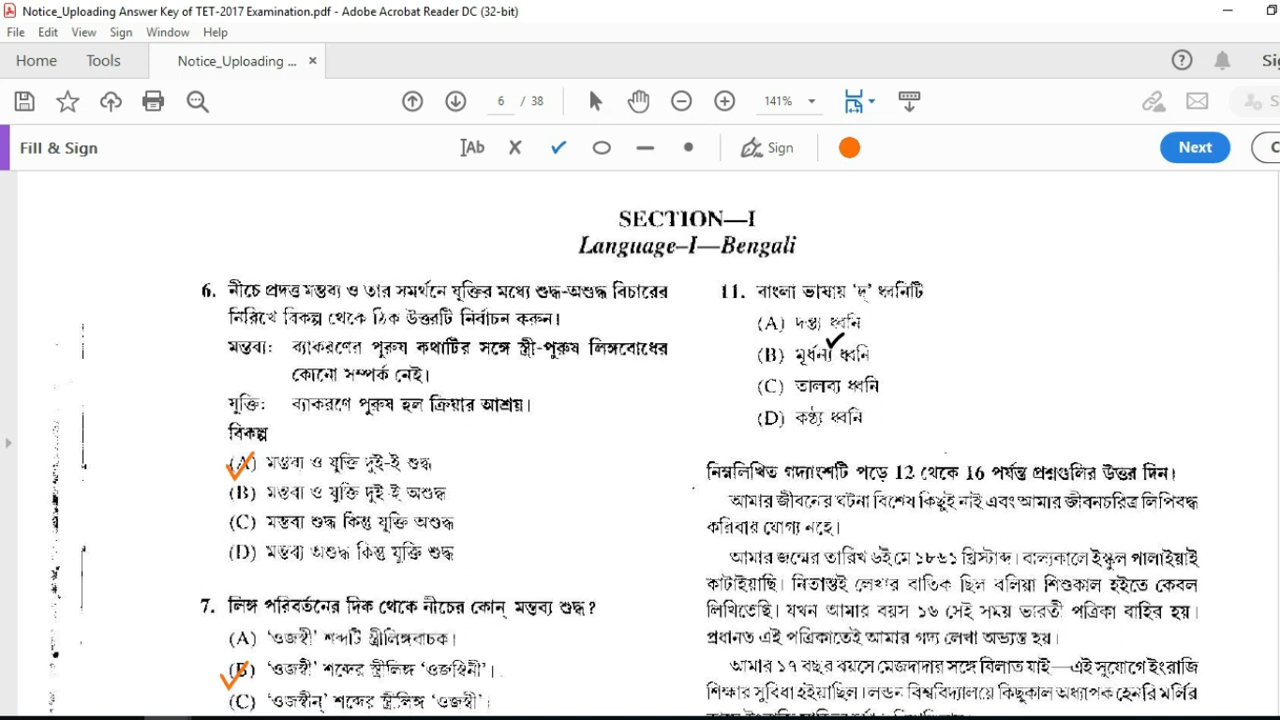 Notice_Uploading Answer Key of TET-2017 Examination.pdf - Adobe Acrobat Reader DC (32-bit)
File Edit View Sign Window Help
Home Tools Notice_Uploading ... ×
6 / 38 141%
Fill & Sign
Ab Sign Next
SECTION—I
Language–I—Bengali
6. নীচে প্রদত্ত মন্তব্য ও তার সমর্থনে যুক্তির মধ্যে শুদ্ধ-অশুদ্ধ বিচারের
নিরিখে বিকল্প থেকে ঠিক উত্তরটি নির্বাচন করুন।
মন্তব্য: ব্যাকরণের পুরুষ কথাটির সঙ্গে স্ত্রী-পুরুষ লিঙ্গবোধের
কোনো সম্পর্ক নেই।
যুক্তি: ব্যাকরণে পুরুষ হল ক্রিয়ার আশ্রয়।
বিকল্প
(A) মন্তব্য ও যুক্তি দুই-ই শুদ্ধ
(B) মন্তব্য ও যুক্তি দুই-ই অশুদ্ধ
(C) মন্তব্য শুদ্ধ কিন্তু যুক্তি অশুদ্ধ
(D) মন্তব্য অশুদ্ধ কিন্তু যুক্তি শুদ্ধ
7. লিঙ্গ পরিবর্তনের দিক থেকে নীচের কোন্ মন্তব্য শুদ্ধ?
(A) ‘ওজস্বী’ শব্দটি স্ত্রীলিঙ্গবাচক।
(B) ‘ওজস্বী’ শব্দের স্ত্রীলিঙ্গ ‘ওজস্বিনী’।
(C) ‘ওজস্বীন্’ শব্দের স্ত্রীলিঙ্গ ‘ওজস্বী’।
11. বাংলা ভাষায় ‘দ্’ ধ্বনিটি
(A) দন্ত্য ধ্বনি
(B) মূর্ধন্য ধ্বনি
(C) তালব্য ধ্বনি
(D) কণ্ঠ্য ধ্বনি
নিম্নলিখিত গদ্যাংশটি পড়ে 12 থেকে 16 পর্যন্ত প্রশ্নগুলির উত্তর দিন।
আমার জীবনের ঘটনা বিশেষ কিছুই নাই এবং আমার জীবনচরিত্র লিপিবদ্ধ
করিবার যোগ্য নহে।
আমার জন্মের তারিখ ৬ই মে ১৮৬১ খ্রিস্টাব্দ। বাল্যকালে ইস্কুল পালাইয়াই
কাটাইয়াছি। নিতান্তই লেখার বাতিক ছিল বলিয়া শিশুকাল হইতে কেবল
লিখিতেছি। যখন আমার বয়স ১৬ সেই সময় ভারতী পত্রিকা বাহির হয়।
প্রধানত এই পত্রিকাতেই আমার গদ্য লেখা অভ্যস্ত হয়।
আমার ১৭ বছর বয়সে মেজদাদার সঙ্গে বিলাত যাই—এই সুযোগে ইংরাজি
শিক্ষার সুবিধা হইয়াছিল। লন্ডন বিশ্ববিদ্যালয়ে কিছুকাল অধ্যাপক হেনরি মর্লির